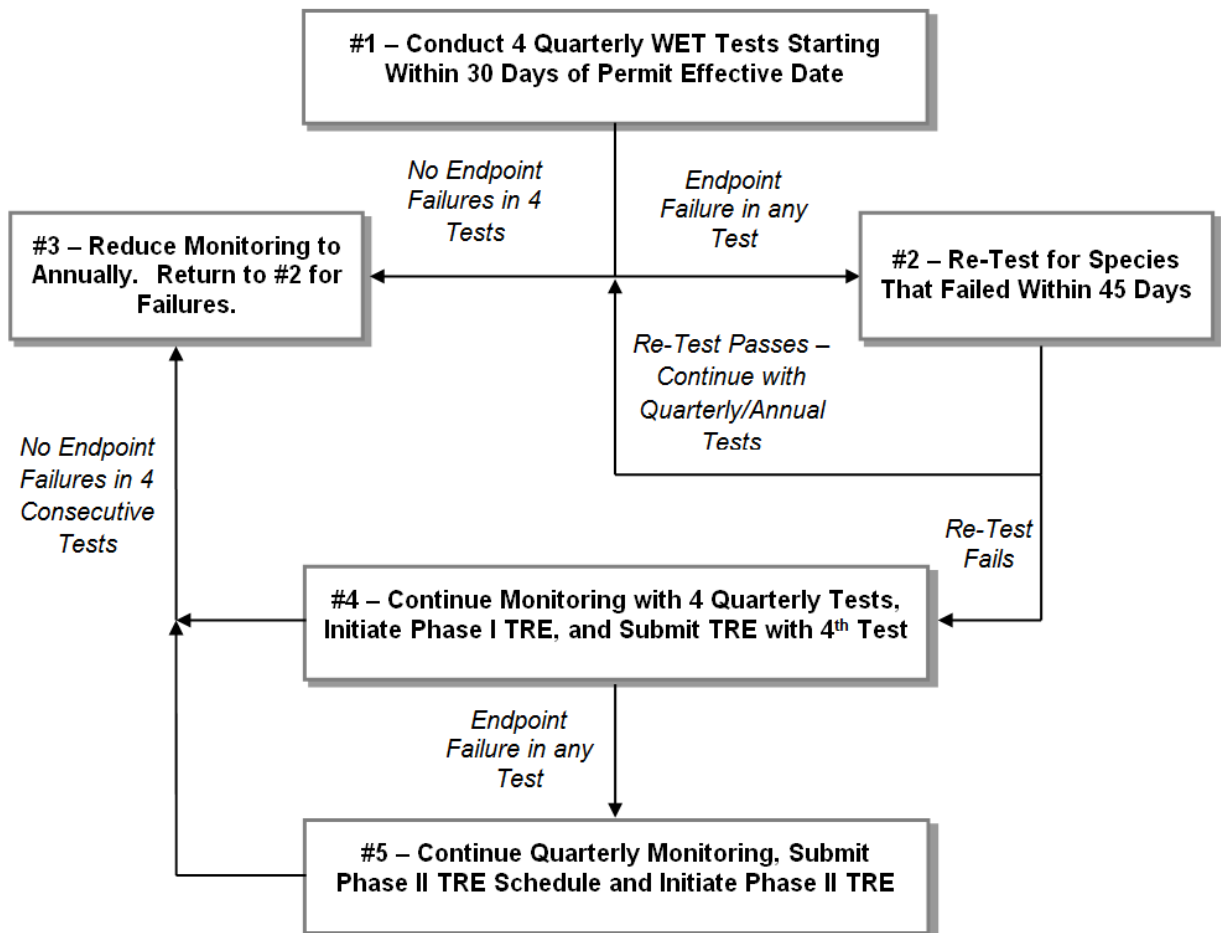 #1 – Conduct 4 Quarterly WET Tests Starting
Within 30 Days of Permit Effective Date
No Endpoint
Failures in 4
Tests
Endpoint
Failure in any
Test
#3 – Reduce Monitoring to
Annually. Return to #2 for
Failures.
#2 – Re-Test for Species
That Failed Within 45 Days
Re-Test Passes –
Continue with
Quarterly/Annual
Tests
No Endpoint
Failures in 4
Consecutive
Tests
Re-Test
Fails
#4 – Continue Monitoring with 4 Quarterly Tests,
Initiate Phase I TRE, and Submit TRE with 4th Test
Endpoint
Failure in any
Test
#5 – Continue Quarterly Monitoring, Submit
Phase II TRE Schedule and Initiate Phase II TRE